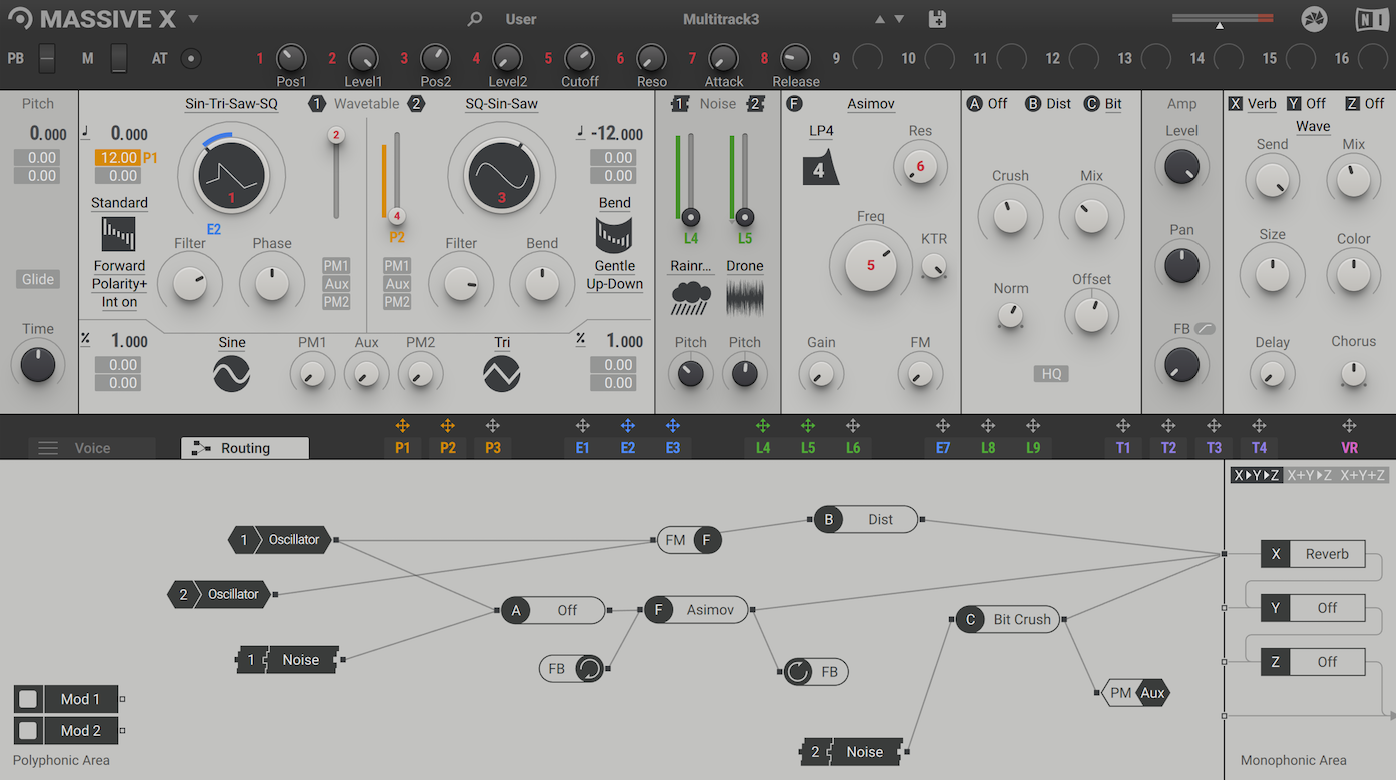 MASSIVE X User Multitrack3 NI
PB M AT 1 2 3 4 5 6 7 8 9 10 11 12 13 14 15 16
Pos1 Level1 Pos2 Level2 Cutoff Reso Attack Release
Pitch Sin-Tri-Saw-SQ 1 Wavetable 2 SQ-Sin-Saw 1 Noise 2 F Asimov A Off B Dist C Bit Amp X Verb Y Off Z Off
0.000 0.000 2 -12.000 LP4 Res Level Wave
0.00 12.00 P1 0.00 Send Mix
0.00 0.00 0.00 4 6 Crush Mix
Standard 1 3 Bend
4 Freq Pan
E2 P2 L4 L5 Size Color
Filter Phase Filter Bend KTR
Forward PM1 PM1 Gentle Rainr... Drone 5
Glide Polarity+ Aux Aux Up-Down Norm Offset
Int on PM2 PM2
Time FB
1.000 Sine PM1 Aux PM2 Tri 1.000 Pitch Pitch Gain FM Delay Chorus
0.00 0.00 HQ
0.00 0.00
P1 P2 P3 E1 E2 E3 L4 L5 L6 E7 L8 L9 T1 T2 T3 T4 VR
Voice Routing
X▸Y▸Z X+Y▸Z X+Y+Z
B Dist
1 Oscillator FM F
X Reverb
2 Oscillator
A Off F Asimov Y Off
C Bit Crush
1 Noise FB FB Z Off
PM Aux
Mod 1
Mod 2
2 Noise
Polyphonic Area Monophonic Area